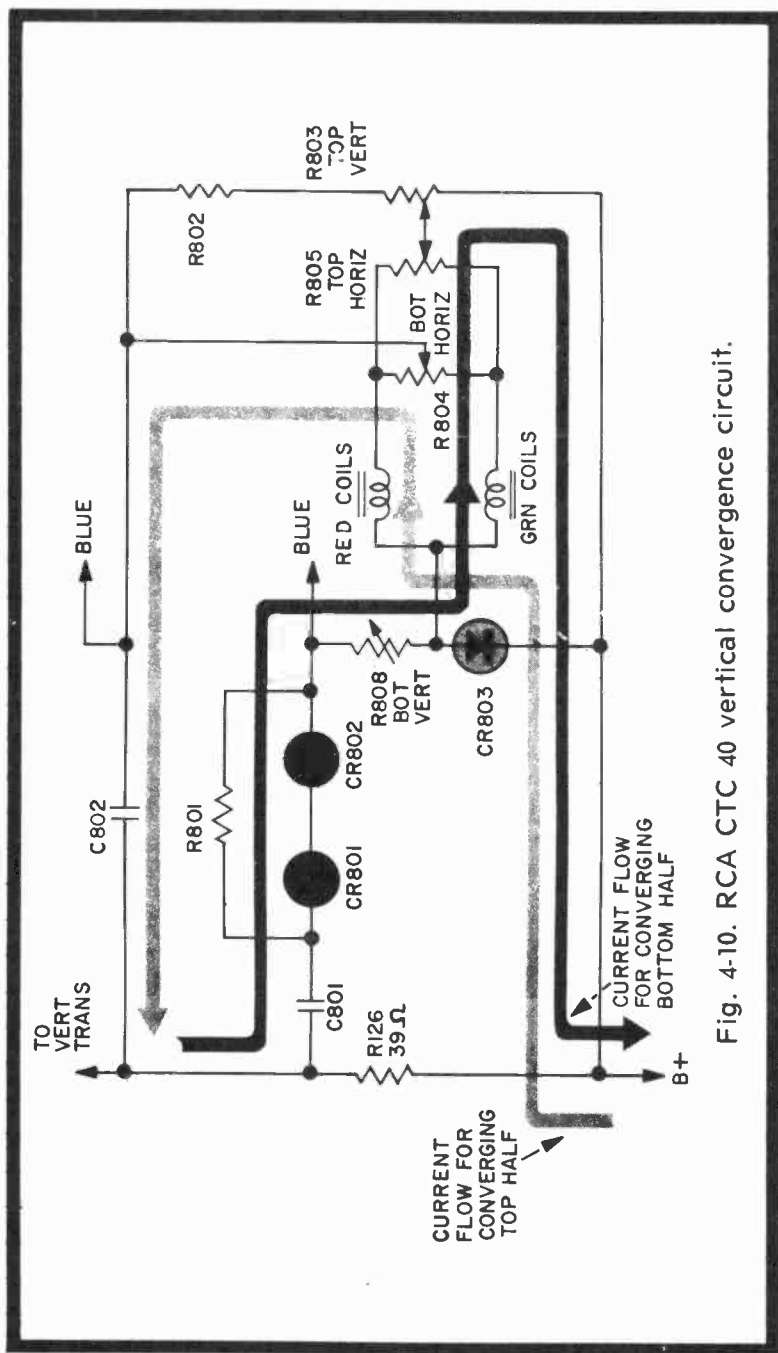 TO
VERT
TRANS
BLUE
C802
R802
R803
TOP
VERT
R805
TOP
HORIZ
BOT
HORIZ
R804
RED COILS
GRN COILS
BLUE
R801
CR801
CR802
R808
BOT
VERT
CR803
C801
R126
39Ω
B+
CURRENT
FLOW FOR
CONVERGING
TOP HALF
CURRENT FLOW
FOR CONVERGING
BOTTOM HALF
Fig. 4-10. RCA CTC 40 vertical convergence circuit.